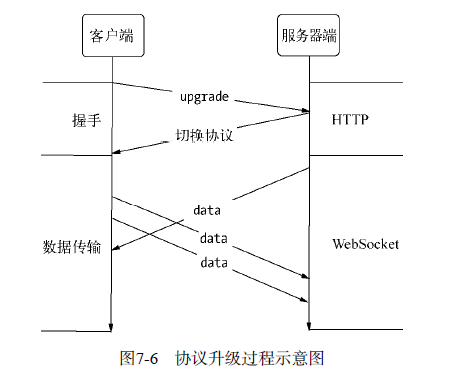 客户端
服务器端
upgrade
握手
HTTP
切换协议
data
数据传输
data
WebSocket
data
图7-6 协议升级过程示意图